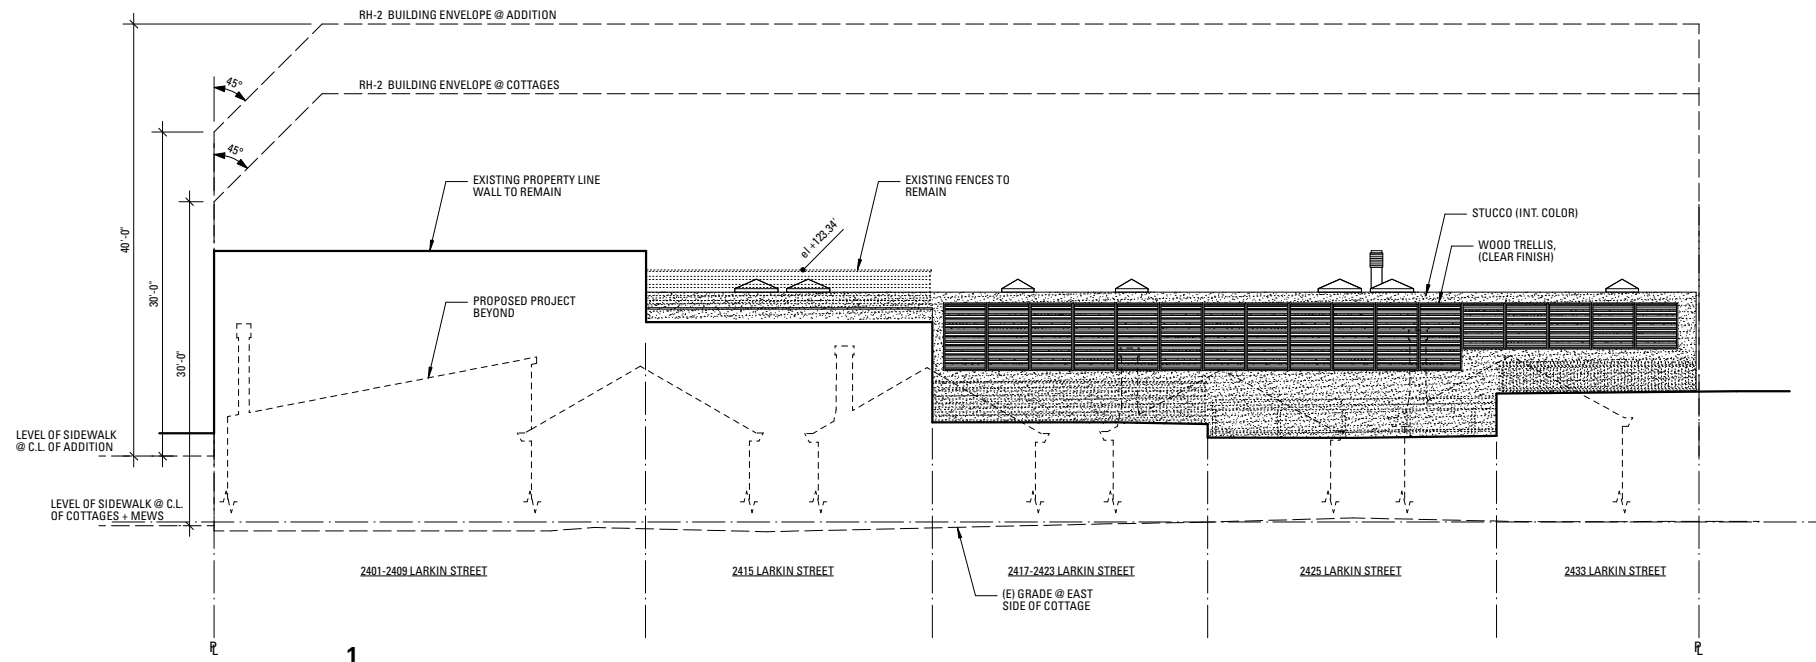 RH-2 BUILDING ENVELOPE @ ADDITION
RH-2 BUILDING ENVELOPE @ COTTAGES
45°
45°
40'-0"
30'-0"
30'-0"
EXISTING PROPERTY LINE
WALL TO REMAIN
EXISTING FENCES TO
REMAIN
el +123.34'
STUCCO (INT. COLOR)
WOOD TRELLIS,
(CLEAR FINISH)
PROPOSED PROJECT
BEYOND
LEVEL OF SIDEWALK
@ C.L. OF ADDITION
LEVEL OF SIDEWALK @ C.L.
OF COTTAGES + MEWS
2401-2409 LARKIN STREET
2415 LARKIN STREET
2417-2423 LARKIN STREET
2425 LARKIN STREET
2433 LARKIN STREET
(E) GRADE @ EAST
SIDE OF COTTAGE
PL
PL
1